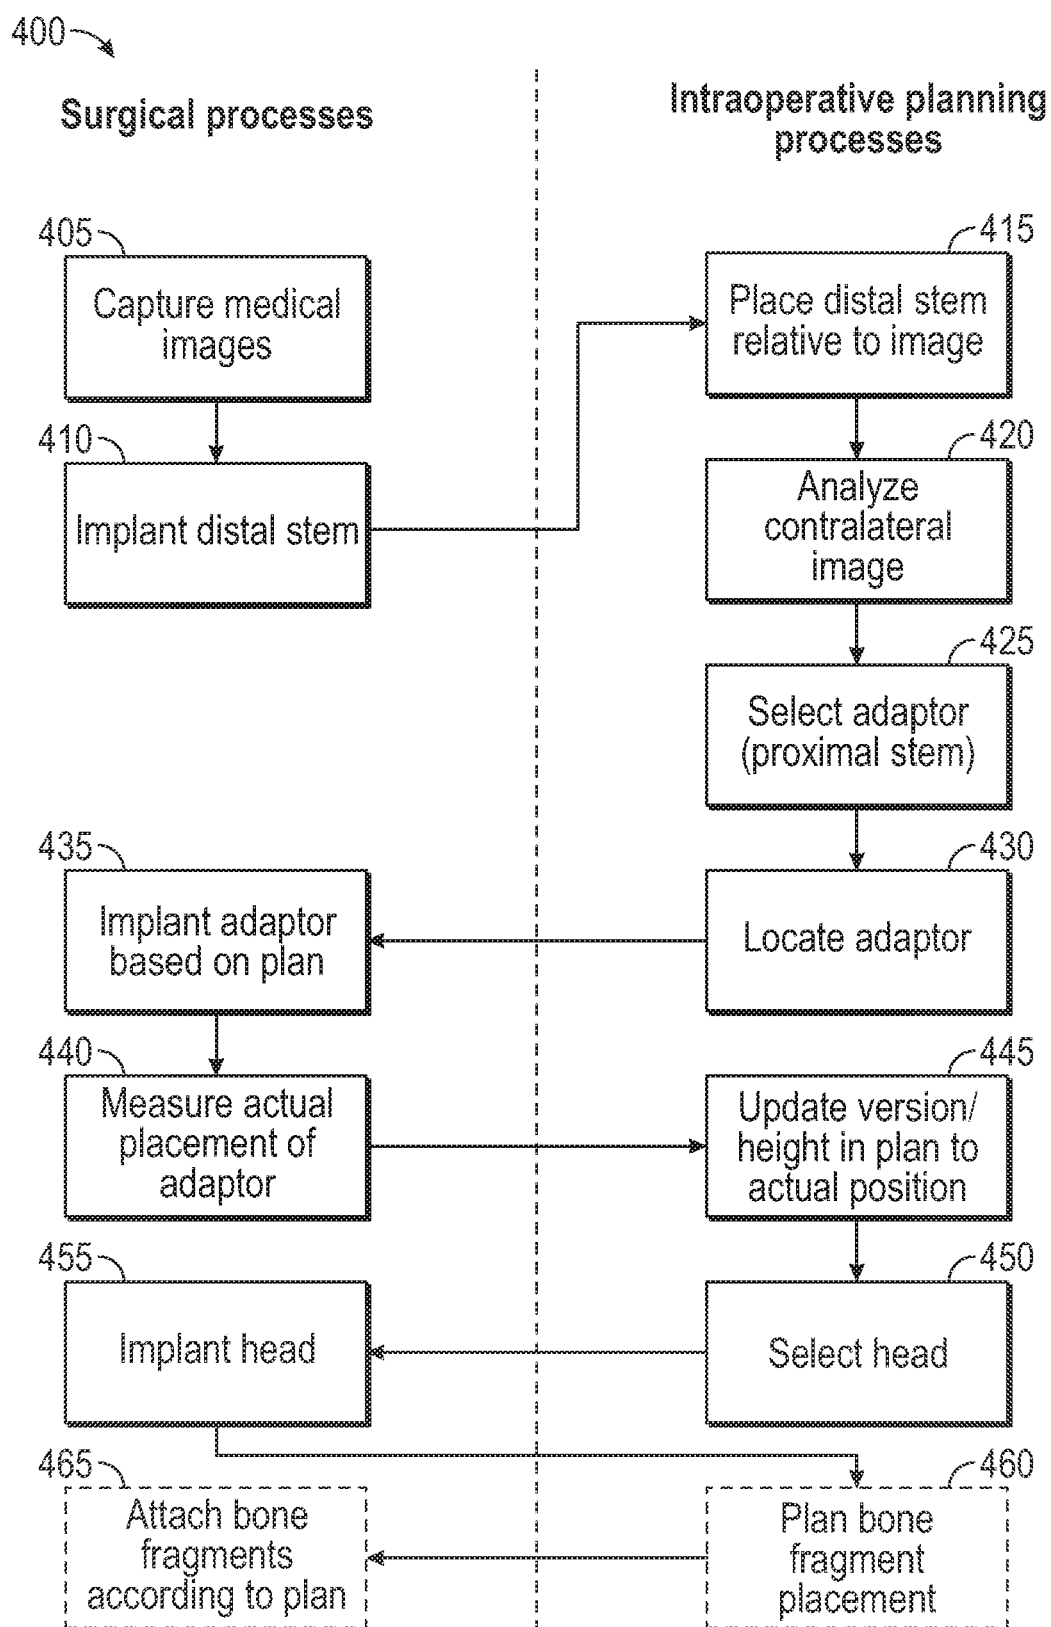 400
Surgical processes
Intraoperative planning
processes
405
Capture medical
images
415
Place distal stem
relative to image
410
Implant distal stem
420
Analyze
contralateral
image
425
Select adaptor
(proximal stem)
435
Implant adaptor
based on plan
430
Locate adaptor
440
Measure actual
placement of
adaptor
445
Update version/
height in plan to
actual position
455
Implant head
450
Select head
465
Attach bone
fragments
according to plan
460
Plan bone
fragment
placement